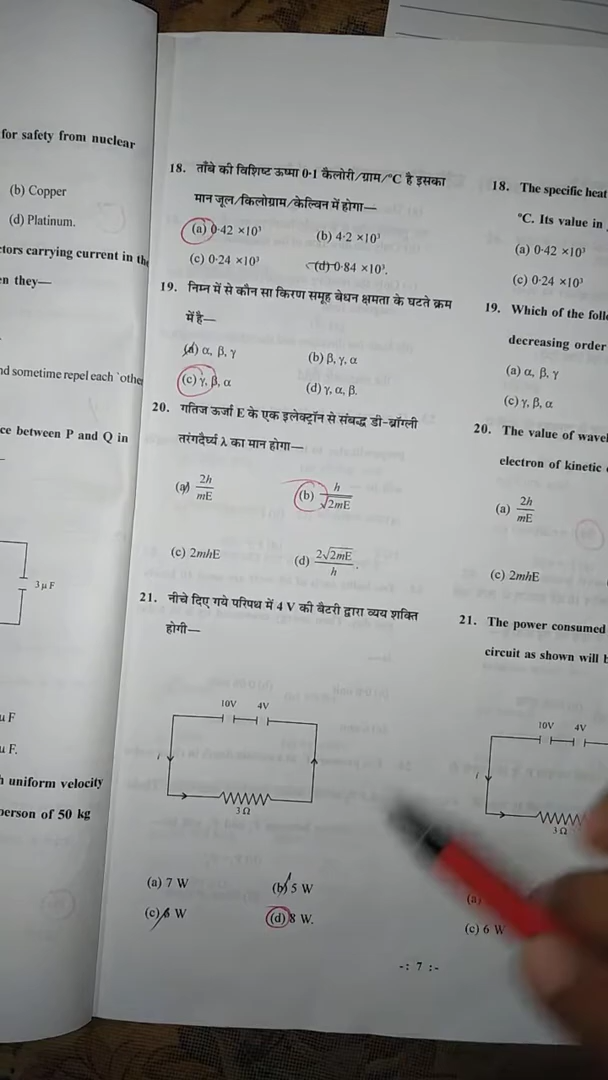 for safety from nuclear
(b) Copper
(d) Platinum.
ctors carrying current in the
n they—
nd sometime repel each `othe
ce between P and Q in
3 μF
μF
μF.
uniform velocity
person of 50 kg
18. ताँबे की विशिष्ट ऊष्मा 0·1 कैलोरी/ग्राम/°C है इसका
मान जूल/किलोग्राम/केल्विन में होगा—
(a) 0·42 ×10³ (b) 4·2 ×10³
(c) 0·24 ×10³ (d) 0·84 ×10³.
19. निम्न में से कौन सा किरण समूह बेधन क्षमता के घटते क्रम
में है—
(a) α, β, γ (b) β, γ, α
(c) γ, β, α (d) γ, α, β.
20. गतिज ऊर्जा E के एक इलेक्ट्रॉन से संबद्ध डी-ब्रॉग्ली
तरंगदैर्घ्य λ का मान होगा—
(a) 2h/mE (b) h/√2mE
(c) 2mhE (d) 2√2mE/h.
21. नीचे दिए गये परिपथ में 4 V की बैटरी द्वारा व्यय शक्ति
होगी—
10V 4V
i
3 Ω
(a) 7 W (b) 5 W
(c) 6 W (d) 8 W.
-: 7 :-
18. The specific heat
°C. Its value in
(a) 0·42 ×10³
(c) 0·24 ×10³
19. Which of the foll
decreasing order
(a) α, β, γ
(c) γ, β, α
20. The value of wavel
electron of kinetic
(a) 2h/mE
(c) 2mhE
21. The power consumed
circuit as shown will b
10V 4V
i
3 Ω
(a)
(c) 6 W